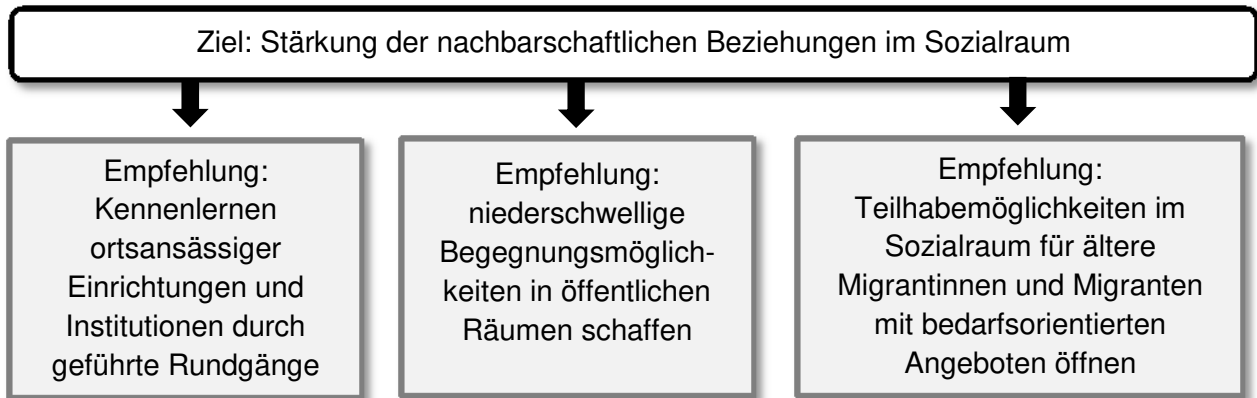 Ziel: Stärkung der nachbarschaftlichen Beziehungen im Sozialraum
Empfehlung:
Kennenlernen
ortsansässiger
Einrichtungen und
Institutionen durch
geführte Rundgänge
Empfehlung:
niederschwellige
Begegnungsmöglich-
keiten in öffentlichen
Räumen schaffen
Empfehlung:
Teilhabemöglichkeiten im
Sozialraum für ältere
Migrantinnen und Migranten
mit bedarfsorientierten
Angeboten öffnen